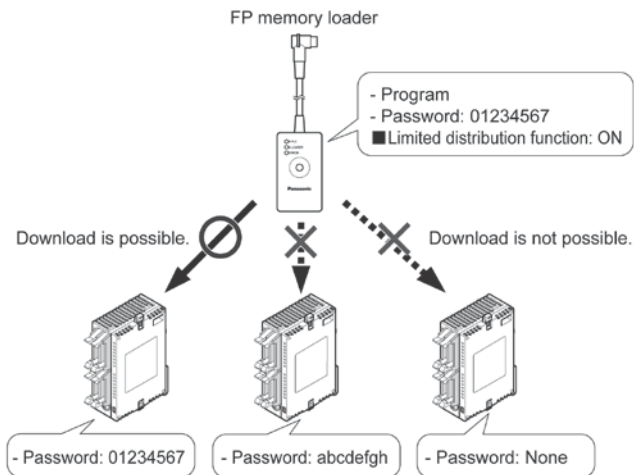 FP memory loader
- Program
- Password: 01234567
■Limited distribution function: ON
Panasonic
Download is possible.
Download is not possible.
- Password: 01234567
- Password: abcdefgh
- Password: None